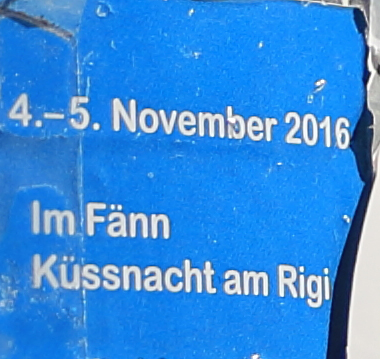 4.–5. November 2016
Im Fänn
Küssnacht am Rigi